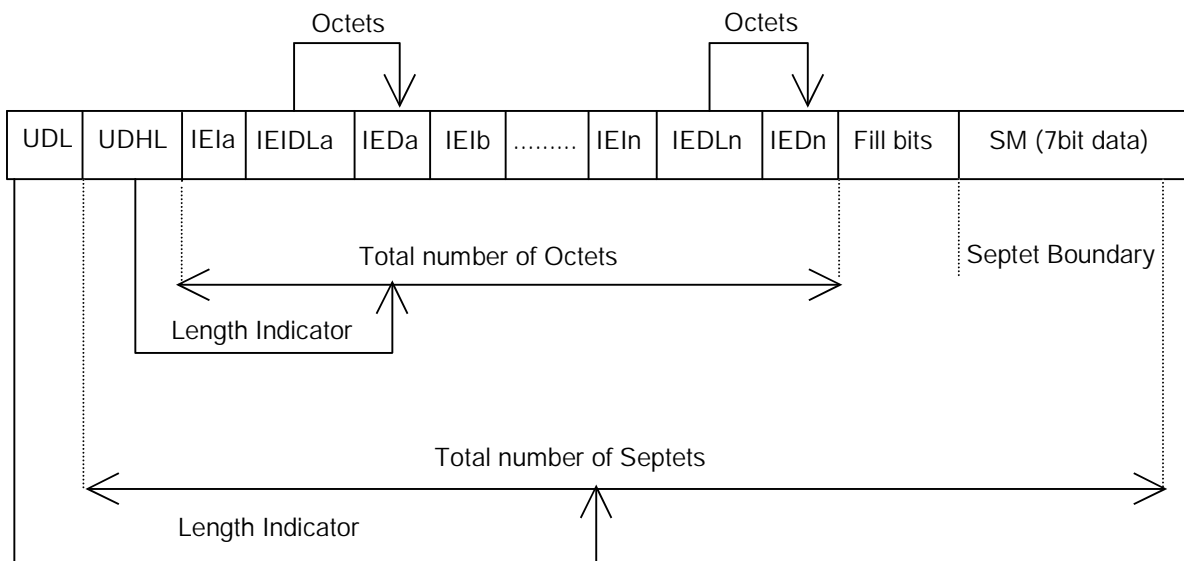 Octets Octets
UDL UDHL IEIa IEIDLa IEDa IEIb ......... IEIn IEDLn IEDn Fill bits SM (7bit data)
Total number of Octets
Septet Boundary
Length Indicator
Total number of Septets
Length Indicator